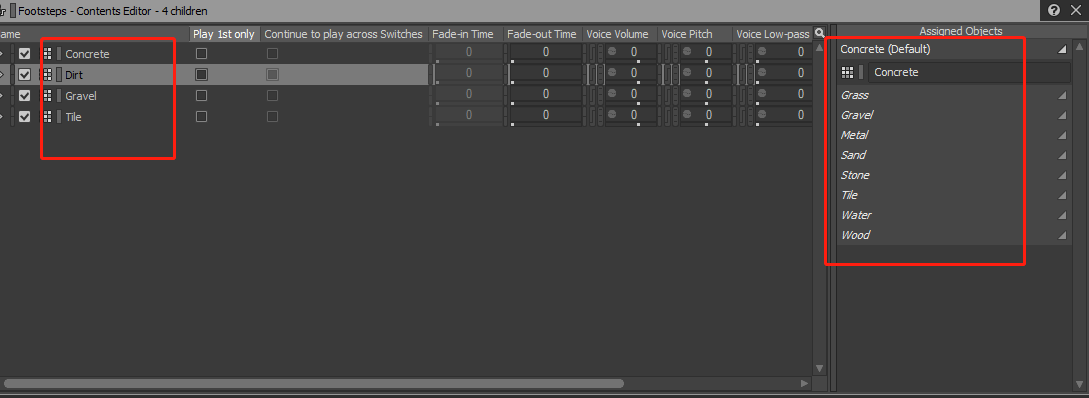 Footsteps - Contents Editor - 4 children
ame Play 1st only Continue to play across Switches Fade-in Time Fade-out Time Voice Volume Voice Pitch Voice Low-pass
Concrete 0 0 0 0 0
Dirt 0 0 0 0 0
Gravel 0 0 0 0 0
Tile 0 0 0 0 0
Assigned Objects
Concrete (Default)
Concrete
Grass
Gravel
Metal
Sand
Stone
Tile
Water
Wood